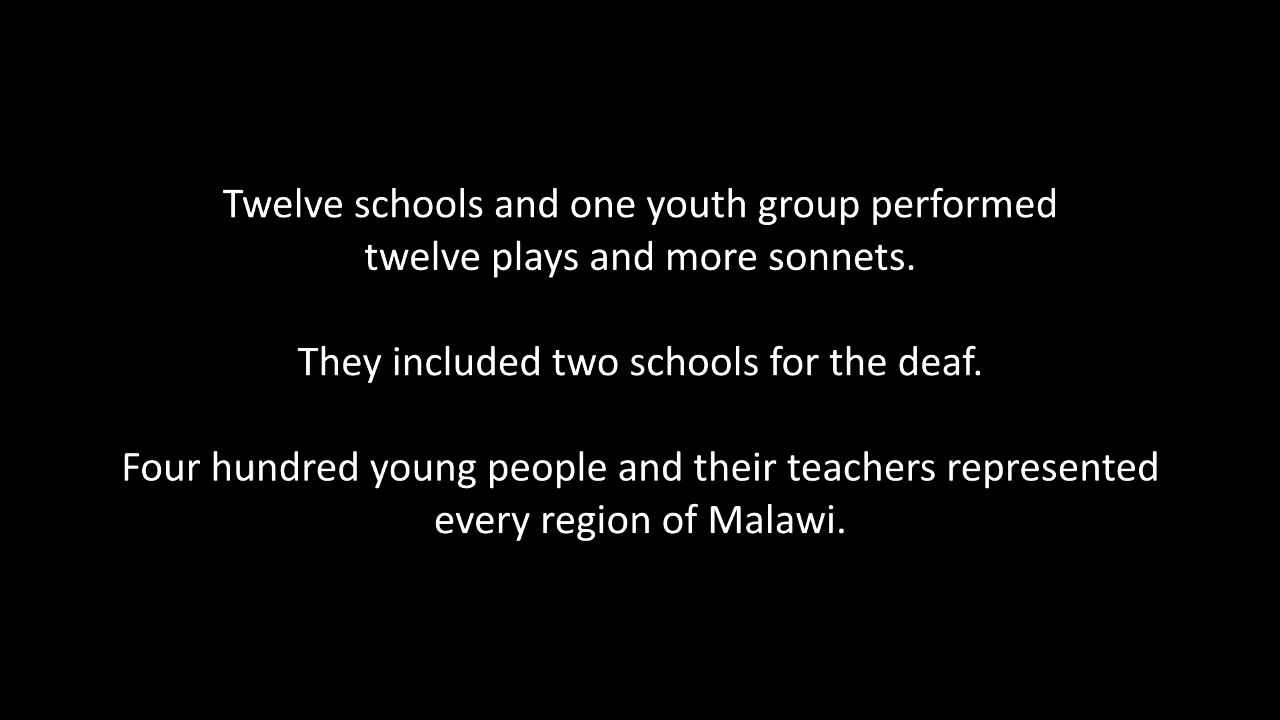 Twelve schools and one youth group performed
twelve plays and more sonnets.
They included two schools for the deaf.
Four hundred young people and their teachers represented
every region of Malawi.